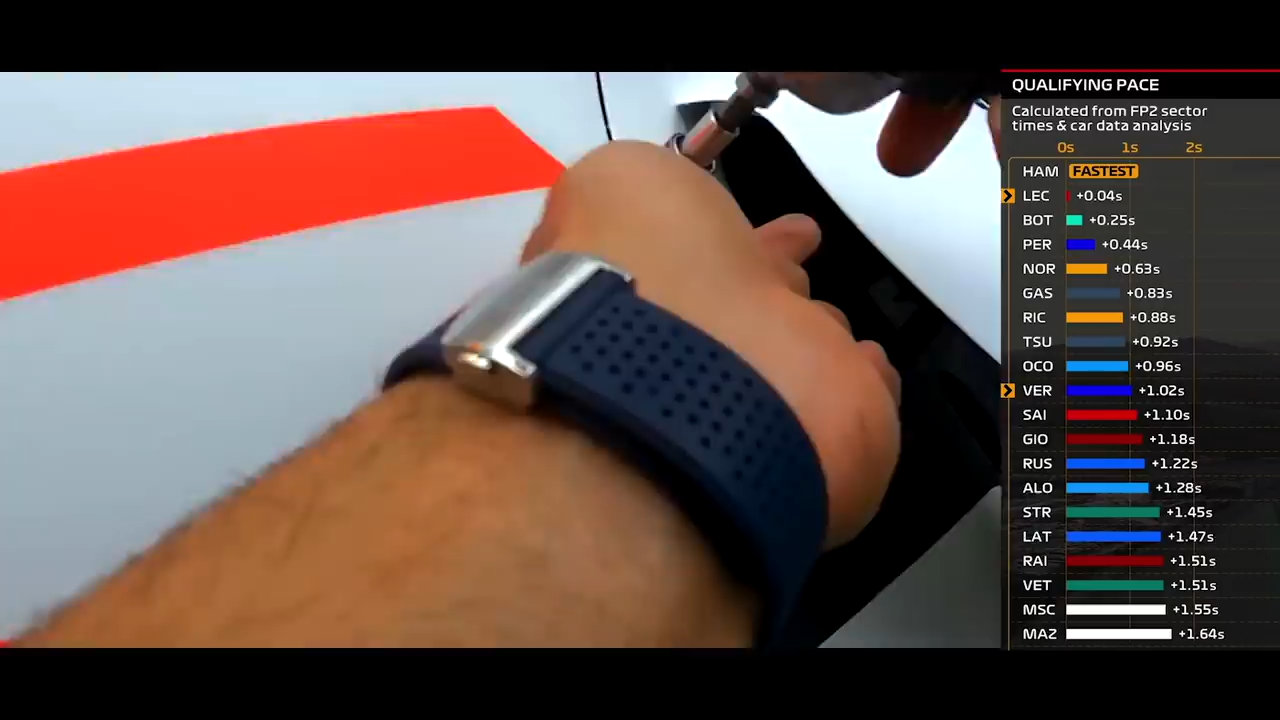 QUALIFYING PACE
Calculated from FP2 sector
times & car data analysis
0s 1s 2s
HAM FASTEST
LEC +0.04s
BOT +0.25s
PER +0.44s
NOR +0.63s
GAS +0.83s
RIC +0.88s
TSU +0.92s
OCO +0.96s
VER +1.02s
SAI +1.10s
GIO +1.18s
RUS +1.22s
ALO +1.28s
STR +1.45s
LAT +1.47s
RAI +1.51s
VET +1.51s
MSC +1.55s
MAZ +1.64s